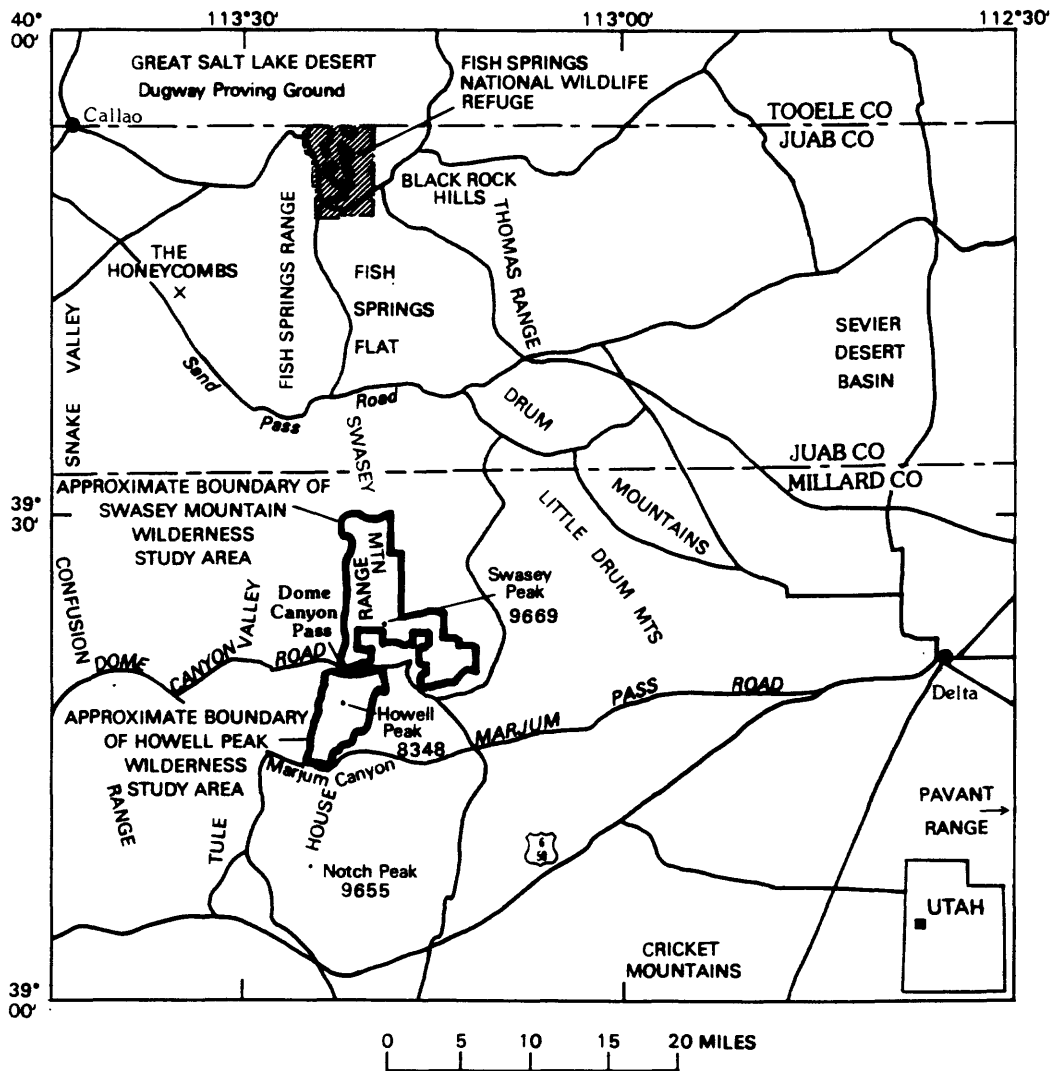 40°
00′
113°30′
113°00′
112°30′
GREAT SALT LAKE DESERT
Dugway Proving Ground
FISH SPRINGS
NATIONAL WILDLIFE
REFUGE
Callao
TOOELE CO
JUAB CO
BLACK ROCK
HILLS
THE
HONEYCOMBS
FISH SPRINGS RANGE
FISH
SPRINGS
FLAT
THOMAS RANGE
SNAKE VALLEY
SEVIER
DESERT
BASIN
Sand
Pass
Road
DRUM
MOUNTAINS
SWASEY
MTN
JUAB CO
MILLARD CO
39°
30′
APPROXIMATE BOUNDARY OF
SWASEY MOUNTAIN
WILDERNESS
STUDY AREA
LITTLE DRUM MTS
RANGE
Swasey
Peak
9669
Dome
Canyon
Pass
CONFUSION
VALLEY
DOME
CANYON
ROAD
Delta
APPROXIMATE BOUNDARY
OF HOWELL PEAK
WILDERNESS
STUDY AREA
Howell
Peak
8348
MARJUM
PASS
ROAD
Marjum Canyon
RANGE
TULE
HOUSE
Notch Peak
9655
6
50
PAVANT
RANGE
UTAH
CRICKET
MOUNTAINS
39°
00′
0 5 10 15 20 MILES